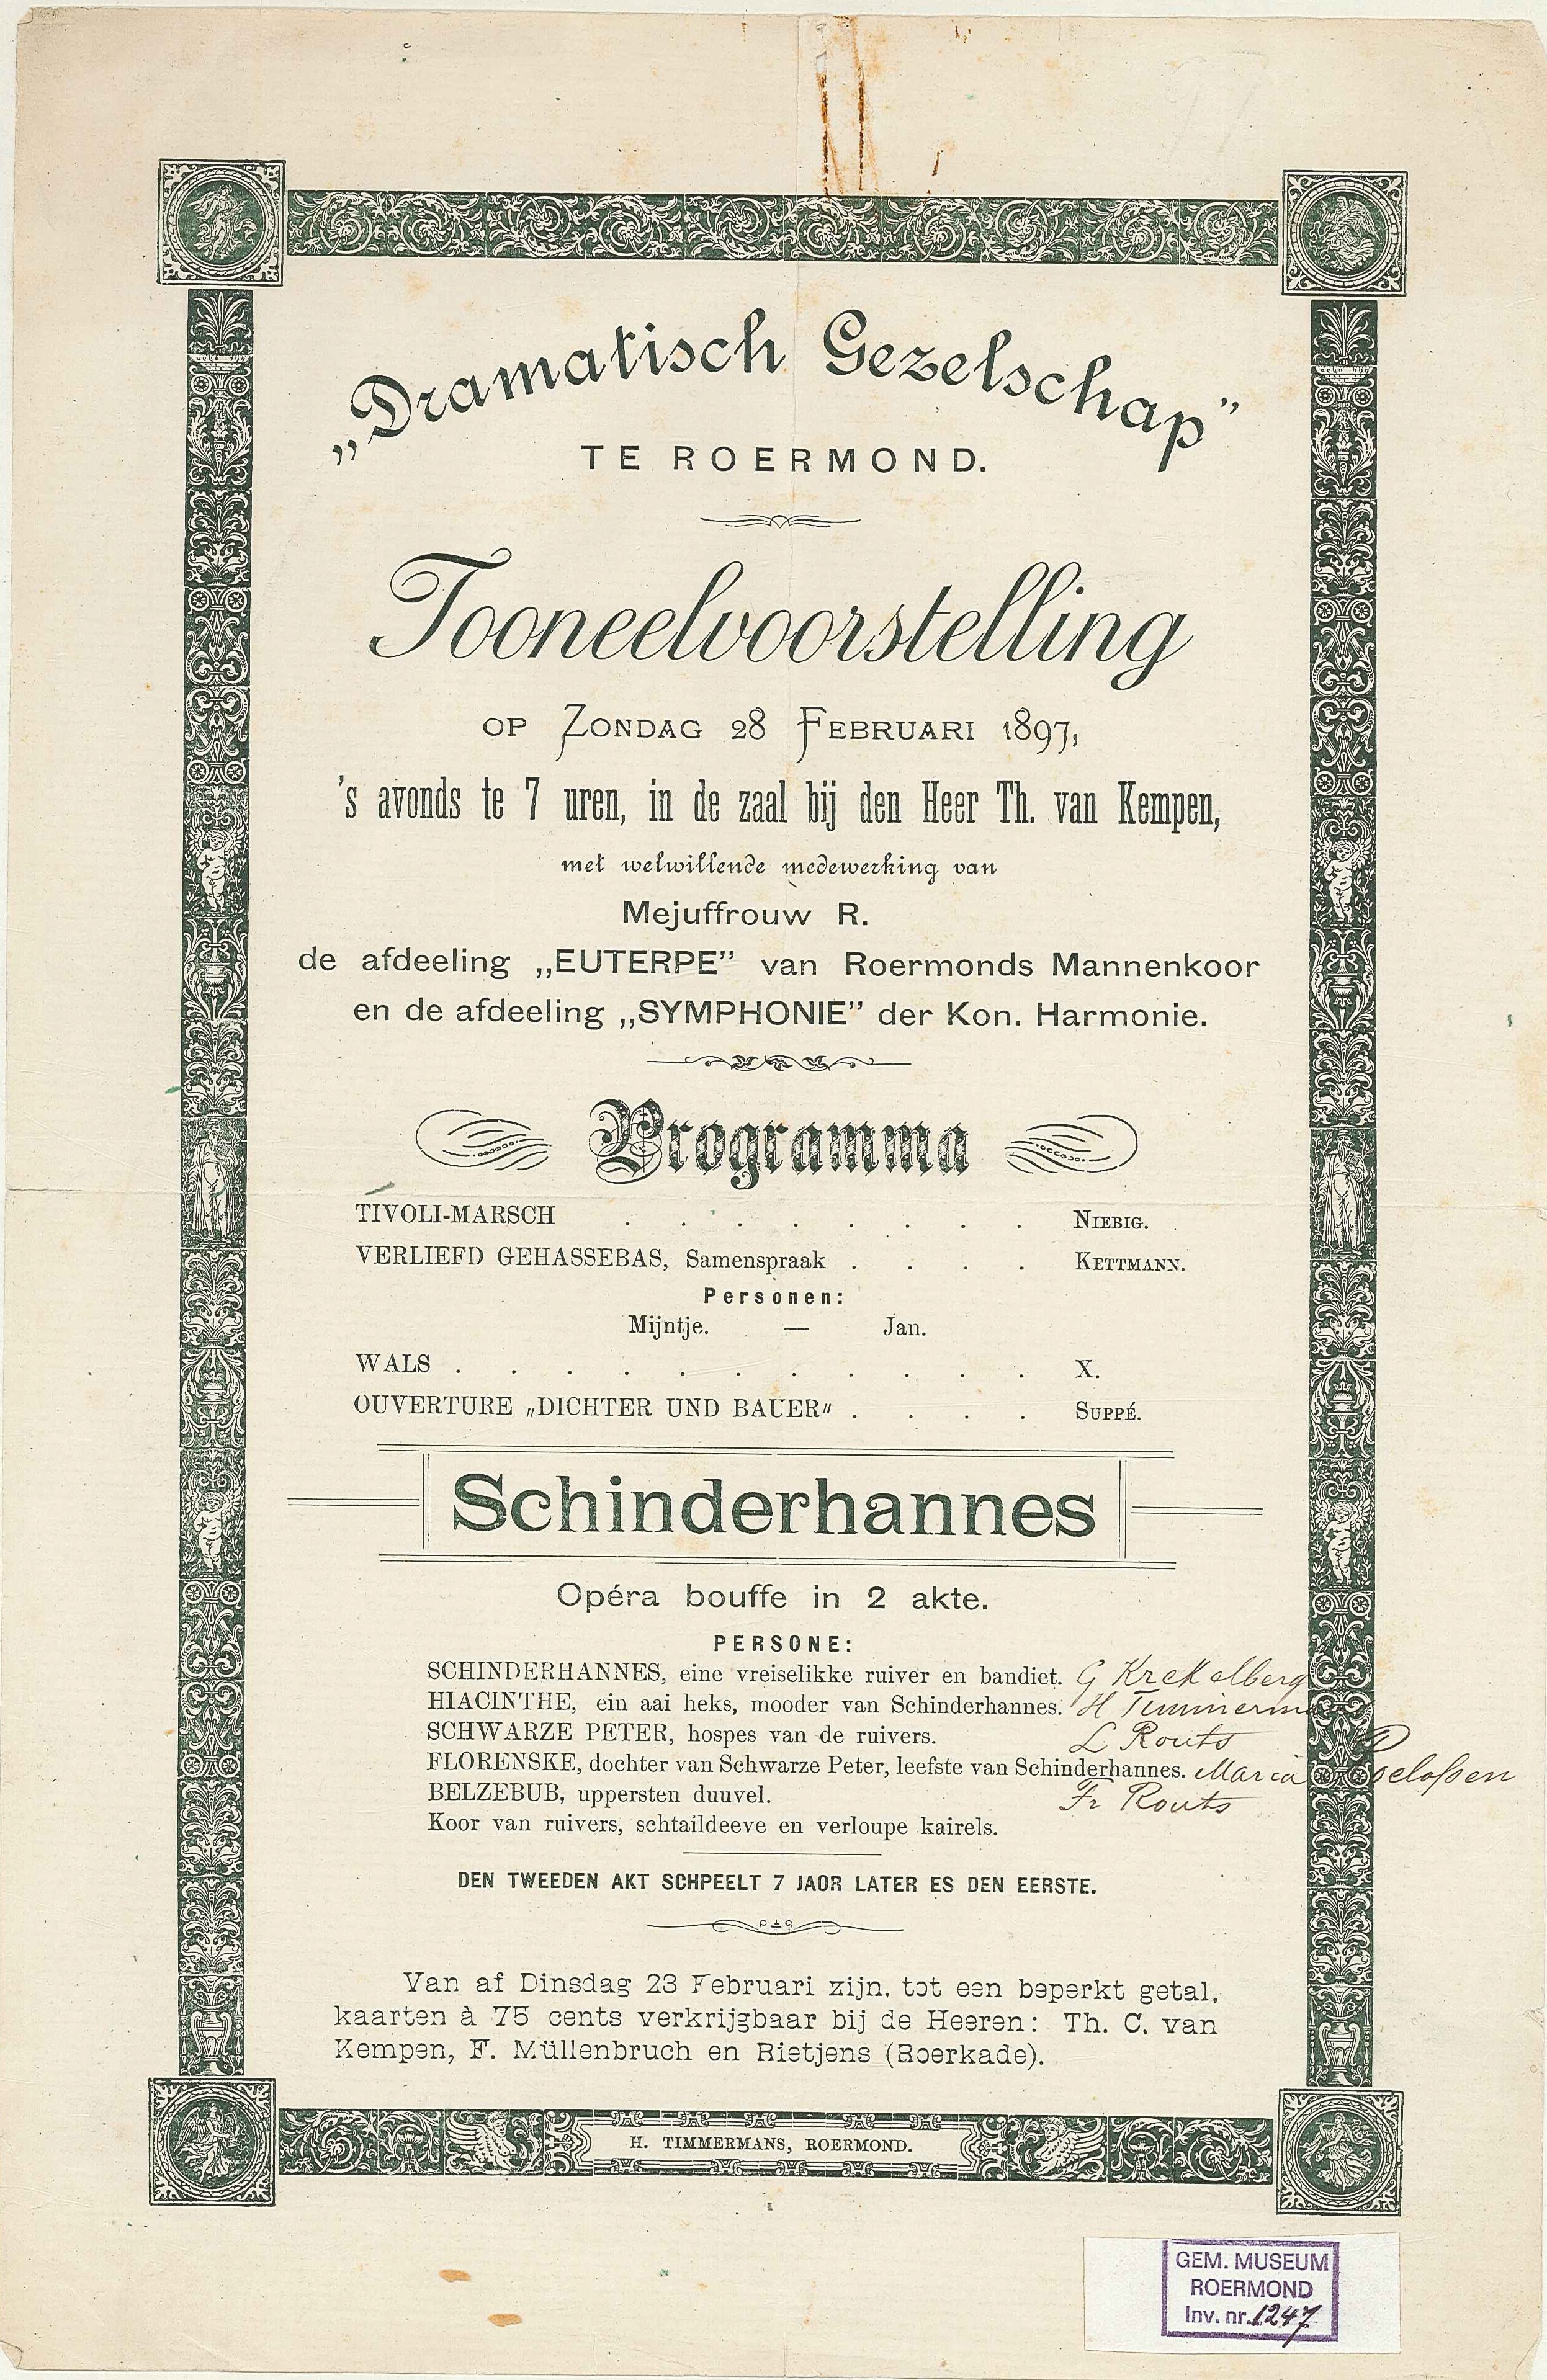 „Dramatisch Gezelschap”
TE ROERMOND.
Tooneelvoorstelling
OP ZONDAG 28 FEBRUARI 1897,
's avonds te 7 uren, in de zaal bij den Heer Th. van Kempen,
met welwillende medewerking van
Mejuffrouw R.
de afdeeling „EUTERPE” van Roermonds Mannenkoor
en de afdeeling „SYMPHONIE” der Kon. Harmonie.
Programma
TIVOLI-MARSCH . . . . . . . . NIEBIG.
VERLIEFD GEHASSEBAS, Samenspraak . . . . KETTMANN.
Personen:
Mijntje. — Jan.
WALS . . . . . . . . . . . X.
OUVERTURE „DICHTER UND BAUER„ . . . . SUPPÉ.
Schinderhannes
Opéra bouffe in 2 akte.
PERSONE:
SCHINDERHANNES, eine vreiselikke ruiver en bandiet. G Krekelberg
HIACINTHE, ein aai heks, mooder van Schinderhannes. H
SCHWARZE PETER, hospes van de ruivers. L Routs
FLORENSKE, dochter van Schwarze Peter, leefste van Schinderhannes. Maria
BELZEBUB, uppersten duuvel. Fr Routs
Koor van ruivers, schtaildeeve en verloupe kairels.
DEN TWEEDEN AKT SCHPEELT 7 JAOR LATER ES DEN EERSTE.
Van af Dinsdag 23 Februari zijn, tot een beperkt getal,
kaarten à 75 cents verkrijgbaar bij de Heeren: Th. C. van
Kempen, F. Müllenbruch en Rietjens (Roerkade).
H. TIMMERMANS, ROERMOND.
GEM. MUSEUM
ROERMOND
Inv. nr. 1247